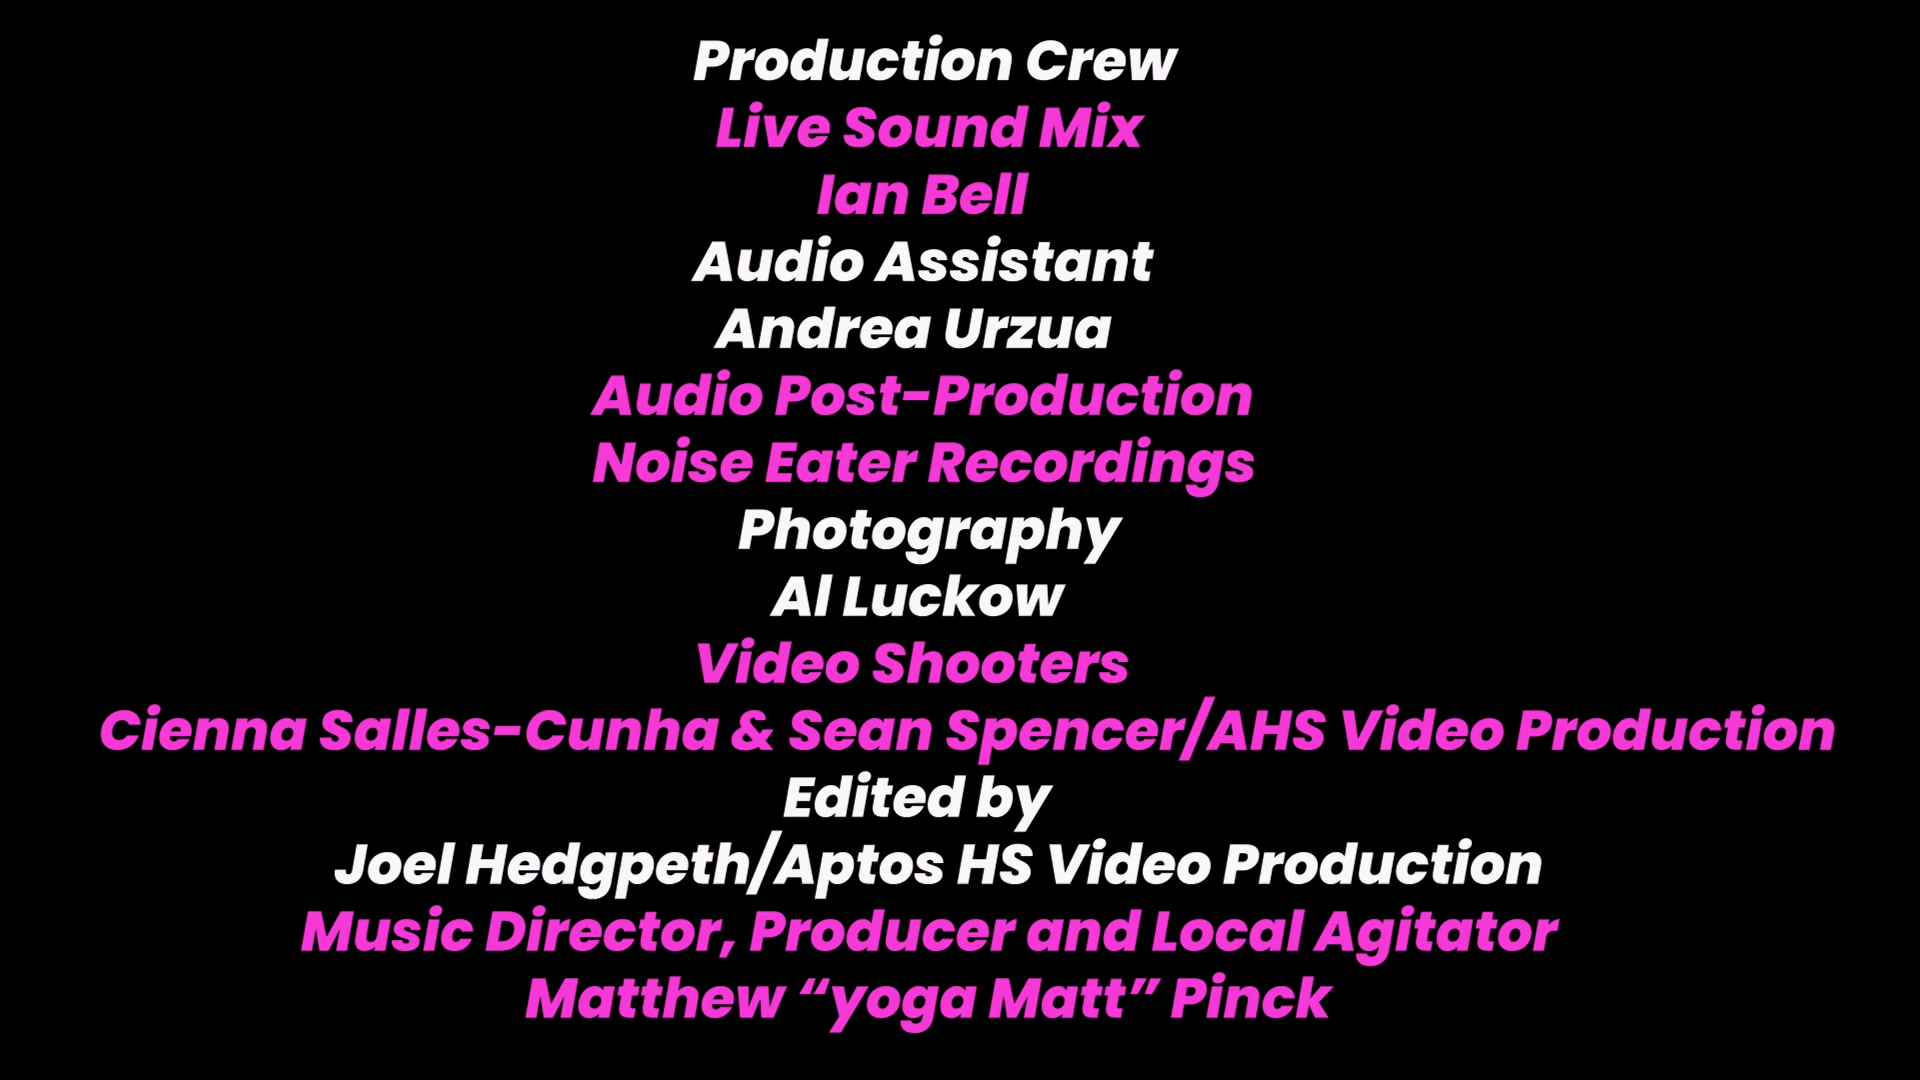 Production Crew
Live Sound Mix
Ian Bell
Audio Assistant
Andrea Urzua
Audio Post-Production
Noise Eater Recordings
Photography
Al Luckow
Video Shooters
Cienna Salles-Cunha & Sean Spencer/AHS Video Production
Edited by
Joel Hedgpeth/Aptos HS Video Production
Music Director, Producer and Local Agitator
Matthew “yoga Matt” Pinck